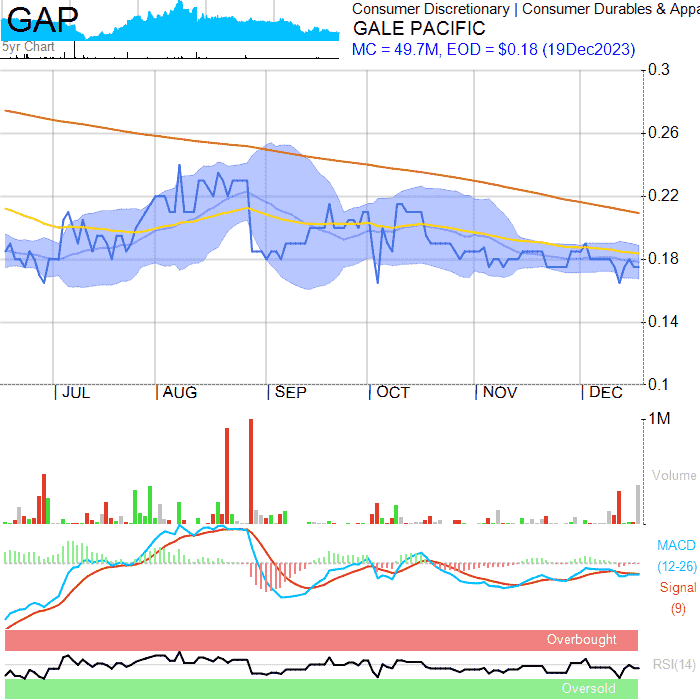 GAP
5yr Chart
Consumer Discretionary | Consumer Durables & Appa
GALE PACIFIC
MC = 49.7M, EOD = $0.18 (19Dec2023)
0.3
0.26
0.22
0.18
0.14
0.1
JUL
AUG
SEP
OCT
NOV
DEC
1M
Volume
MACD
(12-26)
Signal
(9)
Overbought
RSI(14)
Oversold